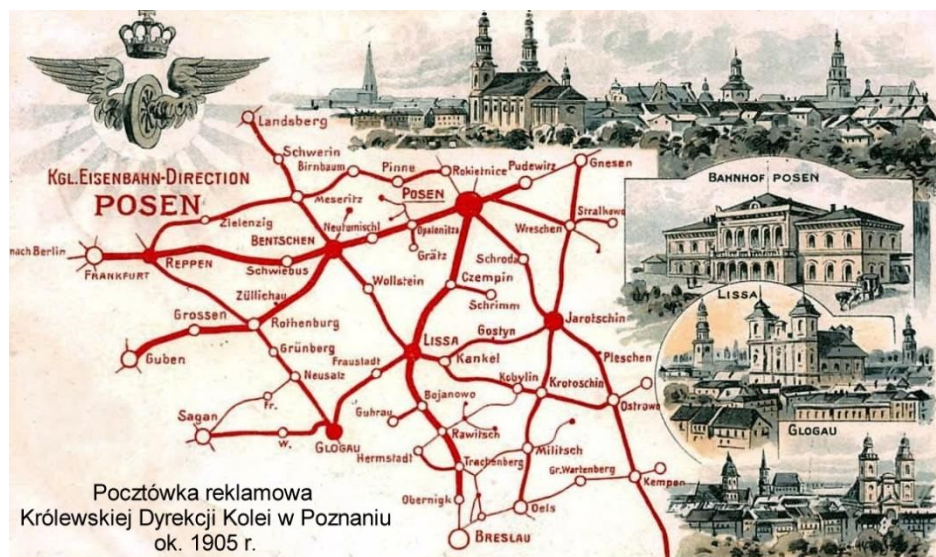 KGL. EISENBAHN-DIRECTION
POSEN
Landsberg
Schwerin
Birnbaum
Pinne
Rokietnice
Pudewitz
Gnesen
Meseritz
POSEN
Zielenzig
Neutomischl
Opalenitza
Wreschen
Stralkowo
BENTSCHEN
nach Berlin
FRANKFURT
REPPEN
Schwiebus
Grätz
Schroda
Züllichau
Wollstein
Czempin
Schrimm
Grossen
Rothenburg
Guben
Grünberg
Fraustadt
LISSA
Gostyn
Jarotschin
Kankel
Pleschen
Neusalz
Kobylin
Krotoschin
Ostrowo
Sagan
Fr.
Bojanowo
Guhrau
W.
GLOGAU
Rawitsch
Hermstadt
Trachenberg
Militsch
Gr. Wartenberg
Kempen
Obernigk
Oels
BRESLAU
BAHNHOF POSEN
LISSA
GLOGAU
Pocztówka reklamowa
Królewskiej Dyrekcji Kolei w Poznaniu
ok. 1905 r.